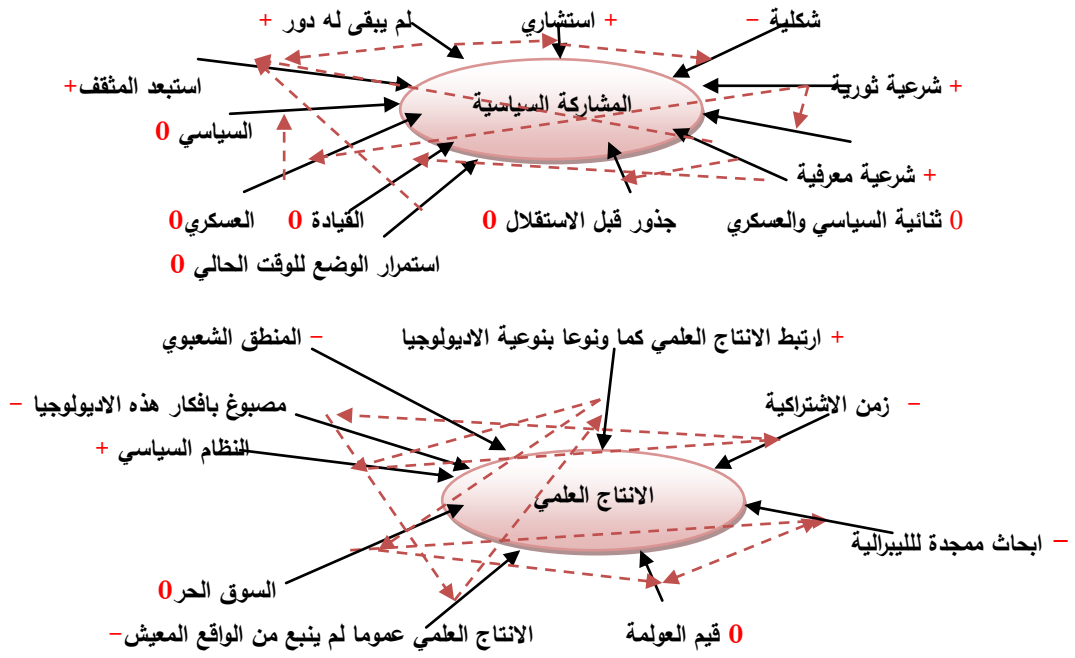 شكلية –
+ استشاري
لم يبقى له دور +
+ شرعية ثورية
المشاركة السياسية
استبعد المثقف+
السياسي 0
+ شرعية معرفية
0 ثنائية السياسي والعسكري
جذور قبل الاستقلال 0
القيادة 0
العسكري0
استمرار الوضع للوقت الحالي 0
+ ارتبط الانتاج العلمي كما ونوعا بنوعية الاديولوجيا
– المنطق الشعبوي
– زمن الاشتراكية
مصبوغ بافكار هذه الاديولوجيا –
النظام السياسي +
الانتاج العلمي
– ابحاث ممجدة لللیبرالية
السوق الحر0
0 قيم العولمة
الانتاج العلمي عموما لم ينبع من الواقع المعيش–